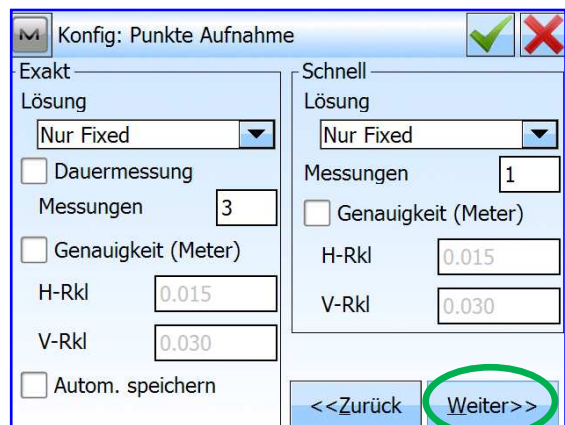 Konfig: Punkte Aufnahme
Exakt
Lösung
Nur Fixed
Dauermessung
Messungen 3
Genauigkeit (Meter)
H-Rkl 0.015
V-Rkl 0.030
Autom. speichern
Schnell
Lösung
Nur Fixed
Messungen 1
Genauigkeit (Meter)
H-Rkl 0.015
V-Rkl 0.030
<<Zurück Weiter>>